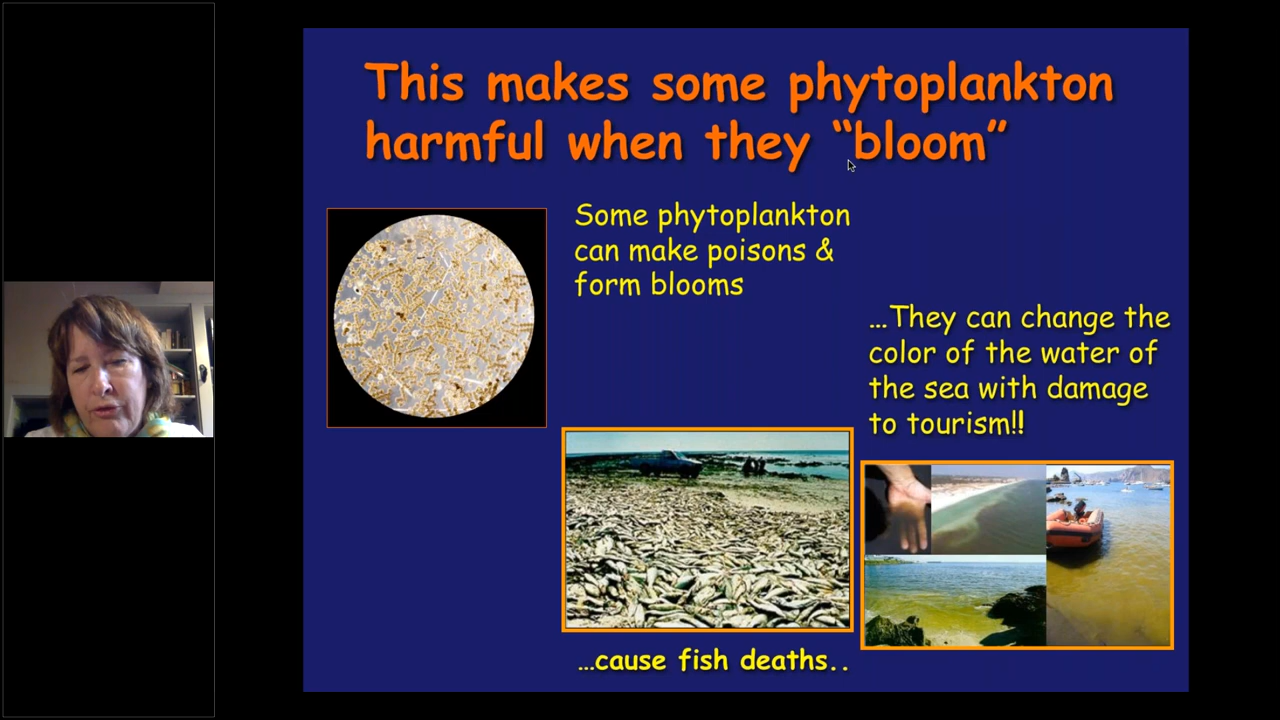 This makes some phytoplankton
harmful when they “bloom”
Some phytoplankton
can make poisons &
form blooms
...They can change the
color of the water of
the sea with damage
to tourism!!
...cause fish deaths..